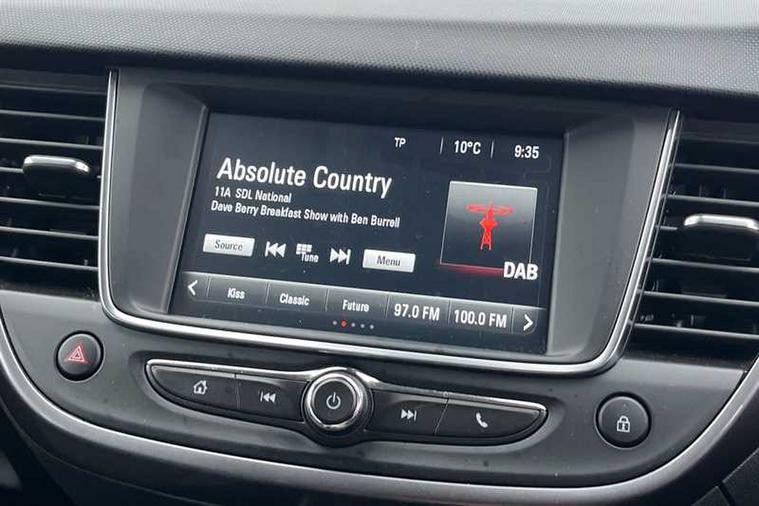 TP 10°C 9:35
Absolute Country
11A SDL National
Dave Berry Breakfast Show with Ben Burrell
Source Tune Menu
DAB
Kiss Classic Future 97.0 FM 100.0 FM